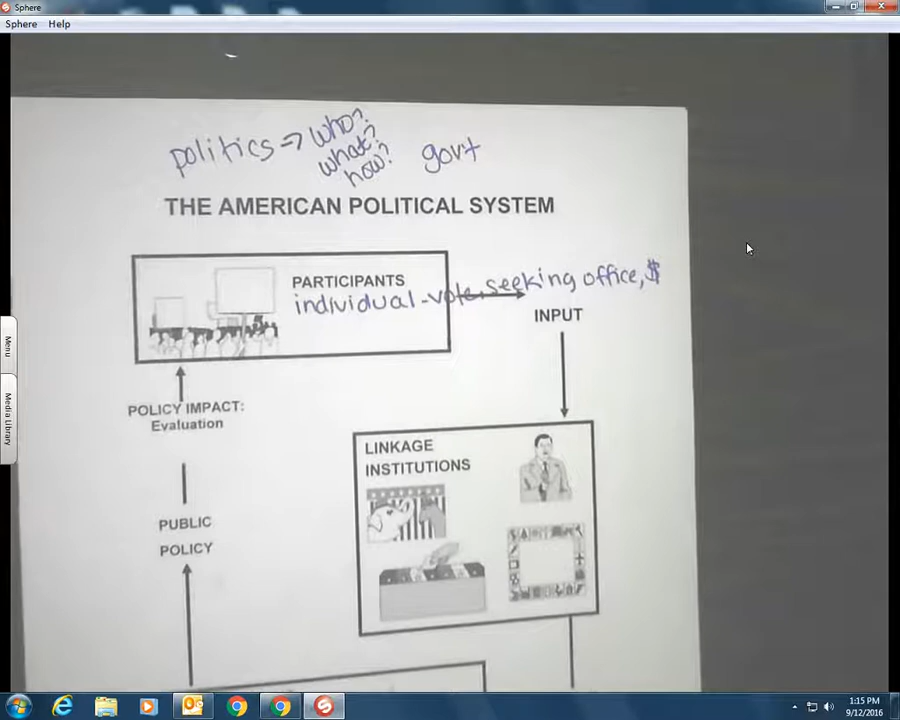 Sphere
Sphere Help
politics => who?
what?
how?
govt
THE AMERICAN POLITICAL SYSTEM
PARTICIPANTS
individual - vote, seeking office, $
INPUT
POLICY IMPACT:
Evaluation
LINKAGE
INSTITUTIONS
PUBLIC
POLICY
Menu
Media Library
1:15 PM
9/12/2016